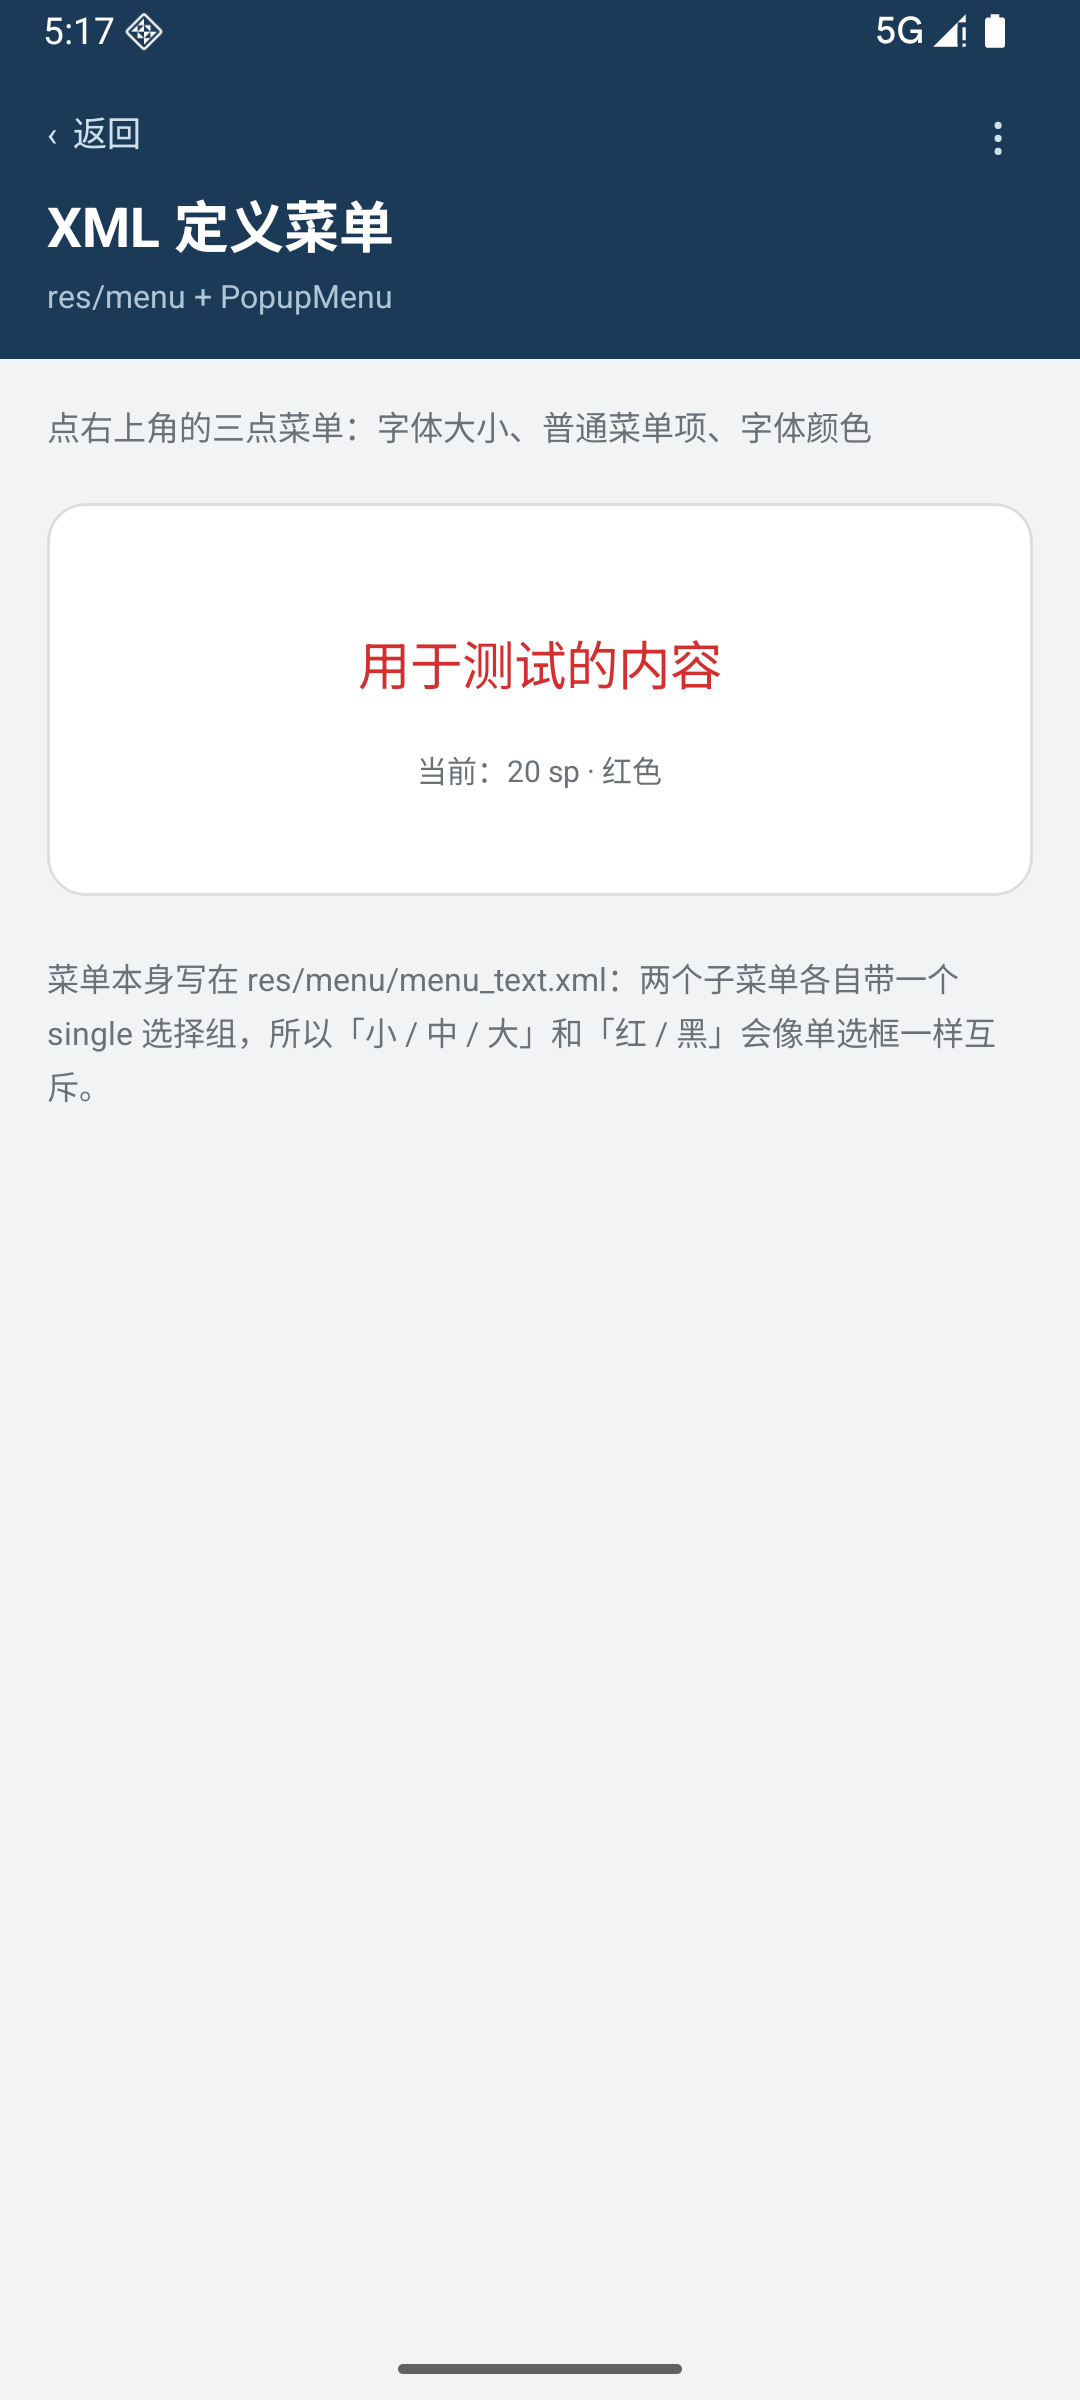 5:17
5G
‹ 返回
XML 定义菜单
res/menu + PopupMenu
点右上角的三点菜单：字体大小、普通菜单项、字体颜色
用于测试的内容
当前：20 sp · 红色
菜单本身写在 res/menu/menu_text.xml：两个子菜单各自带一个
single 选择组，所以「小 / 中 / 大」和「红 / 黑」会像单选框一样互
斥。